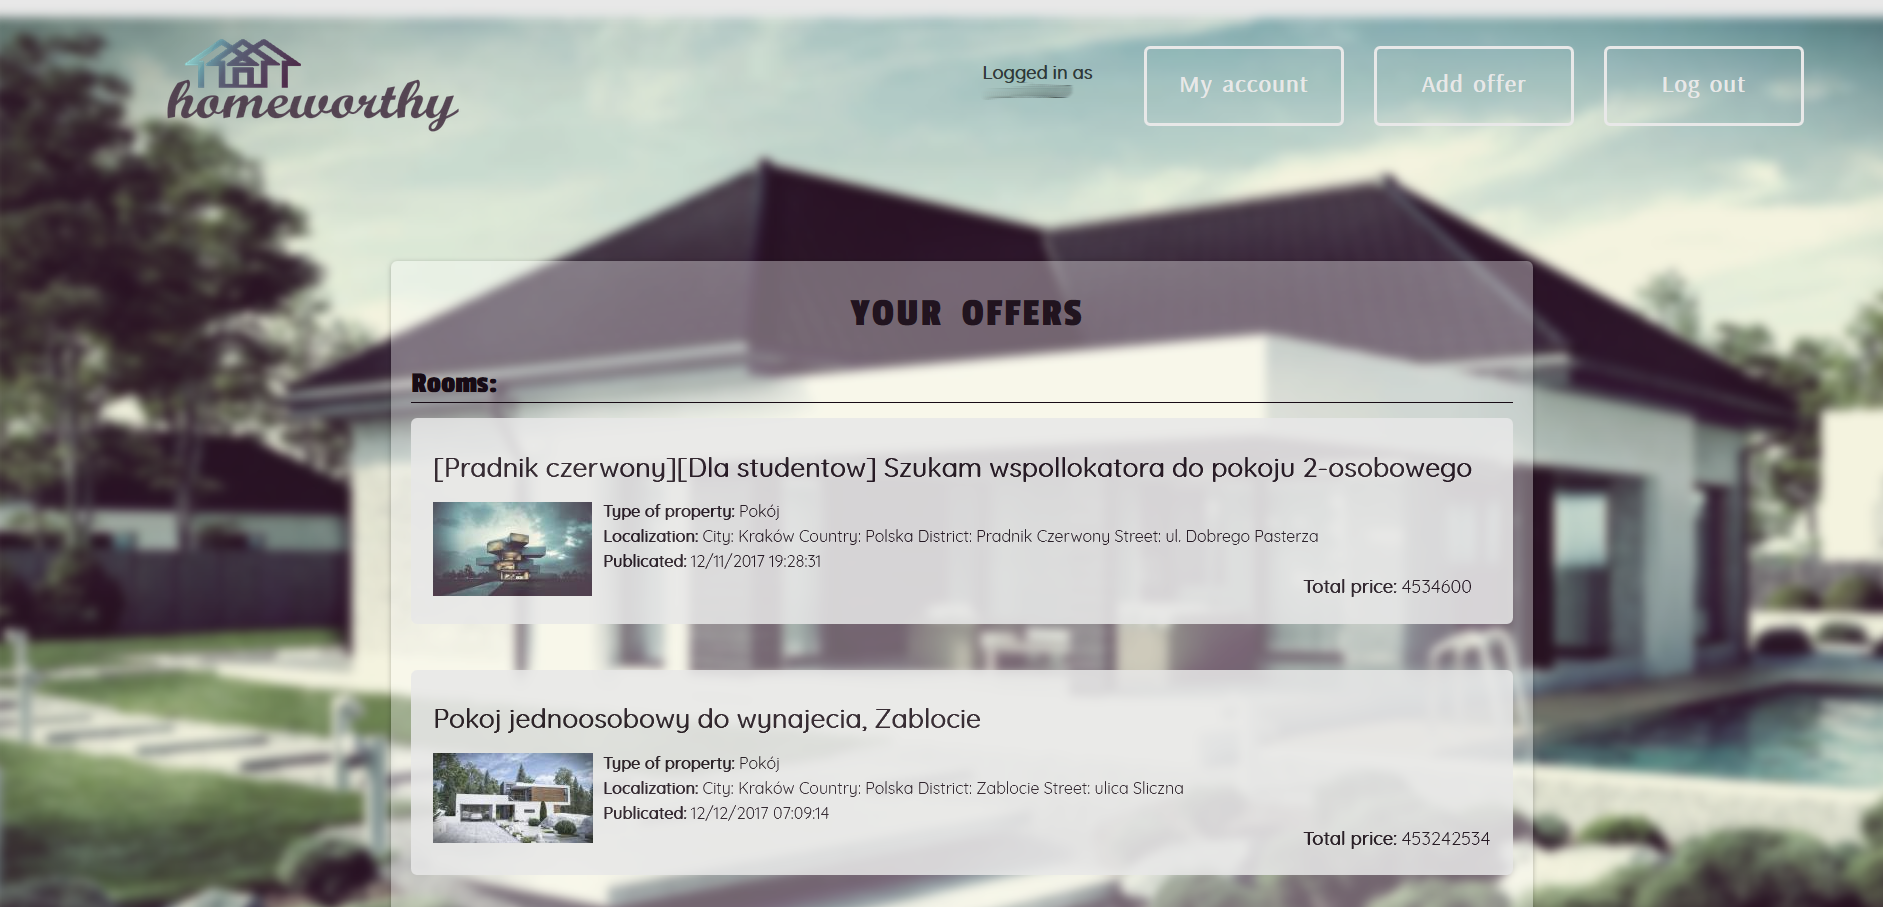 homeworthy
Logged in as
My account
Add offer
Log out
YOUR OFFERS
Rooms:
[Pradnik czerwony][Dla studentow] Szukam wspollokatora do pokoju 2-osobowego
Type of property: Pokój
Localization: City: Kraków Country: Polska District: Pradnik Czerwony Street: ul. Dobrego Pasterza
Publicated: 12/11/2017 19:28:31
Total price: 4534600
Pokoj jednoosobowy do wynajecia, Zablocie
Type of property: Pokój
Localization: City: Kraków Country: Polska District: Zablocie Street: ulica Sliczna
Publicated: 12/12/2017 07:09:14
Total price: 453242534